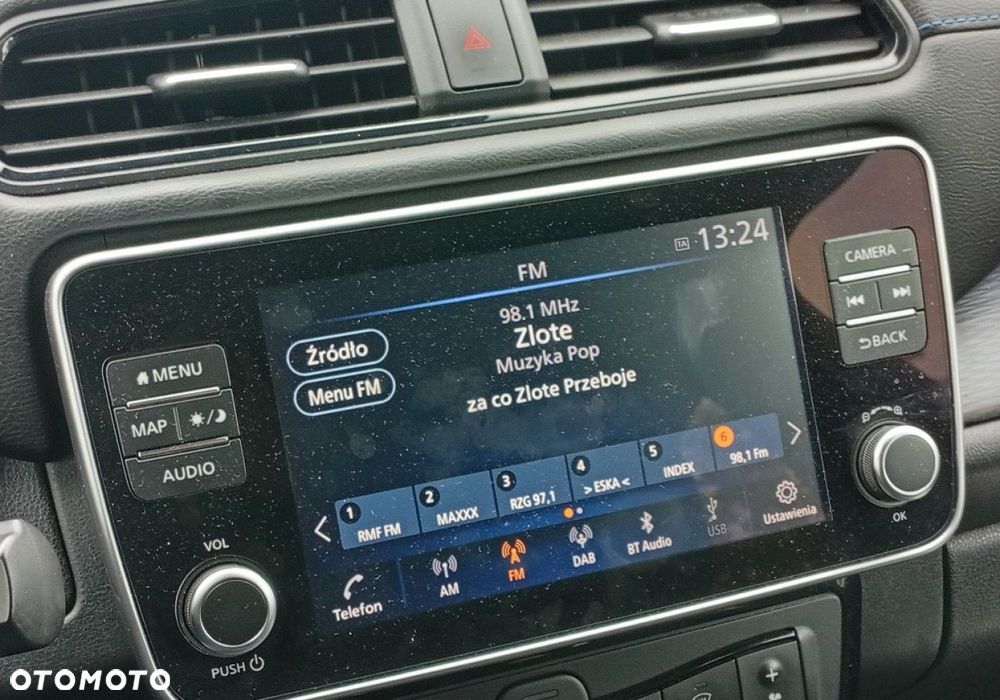 TA 13:24
FM
98.1 MHz
Źródło
Zlote
Menu FM
Muzyka Pop
za co Zlote Przeboje
1 RMF FM
2 MAXXX
3 RZG 97,1
4 > ESKA <
5 INDEX
6 98,1 Fm
Telefon
AM
FM
DAB
BT Audio
USB
Ustawienia
MENU
MAP
AUDIO
VOL
PUSH
CAMERA
BACK
OK
OTOMOTO